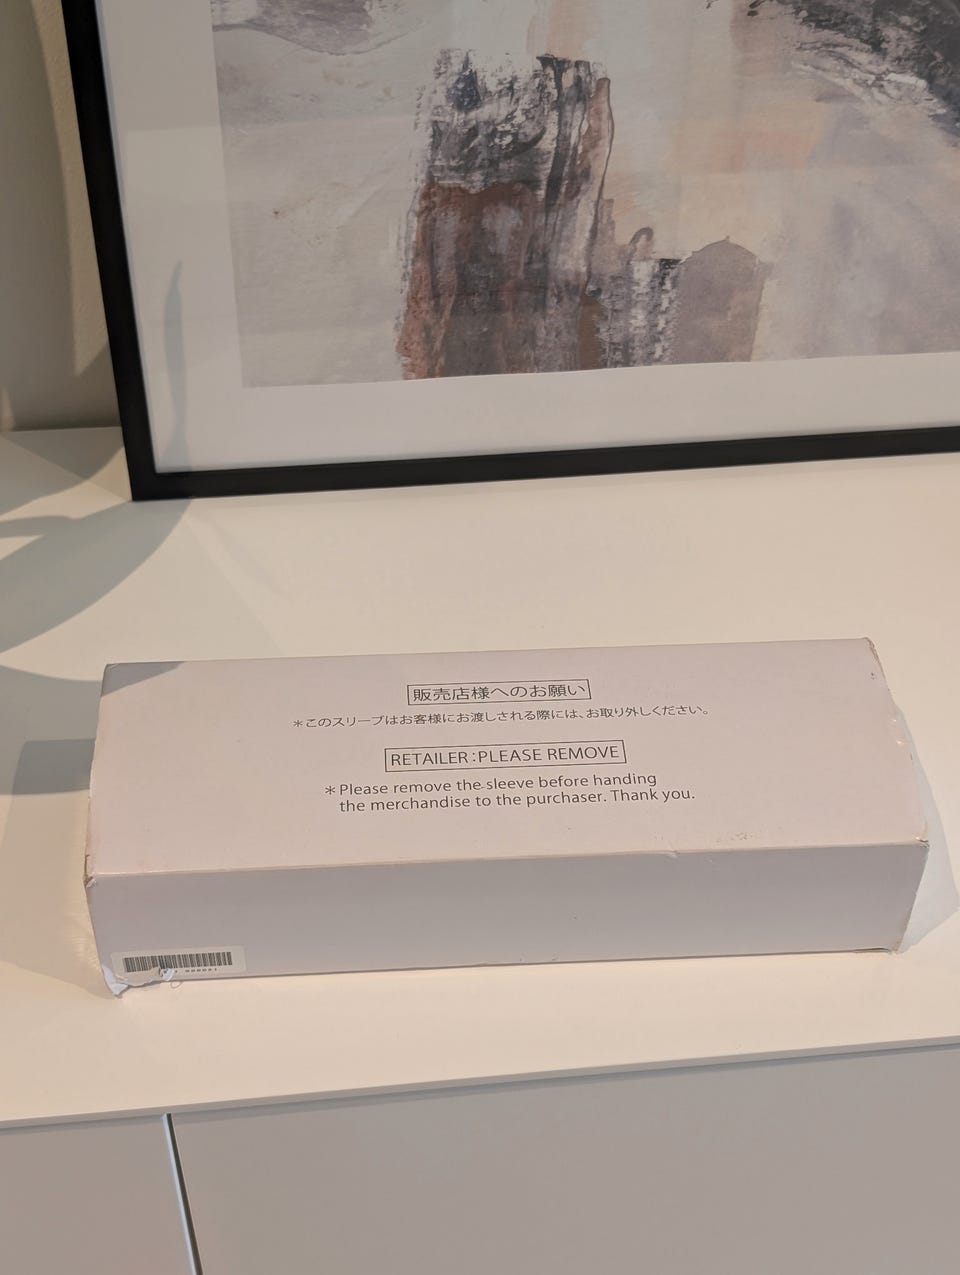 販売店様へのお願い
＊このスリーブはお客様にお渡しされる際には、お取り外しください。
RETAILER:PLEASE REMOVE
＊Please remove the sleeve before handing
the merchandise to the purchaser. Thank you.